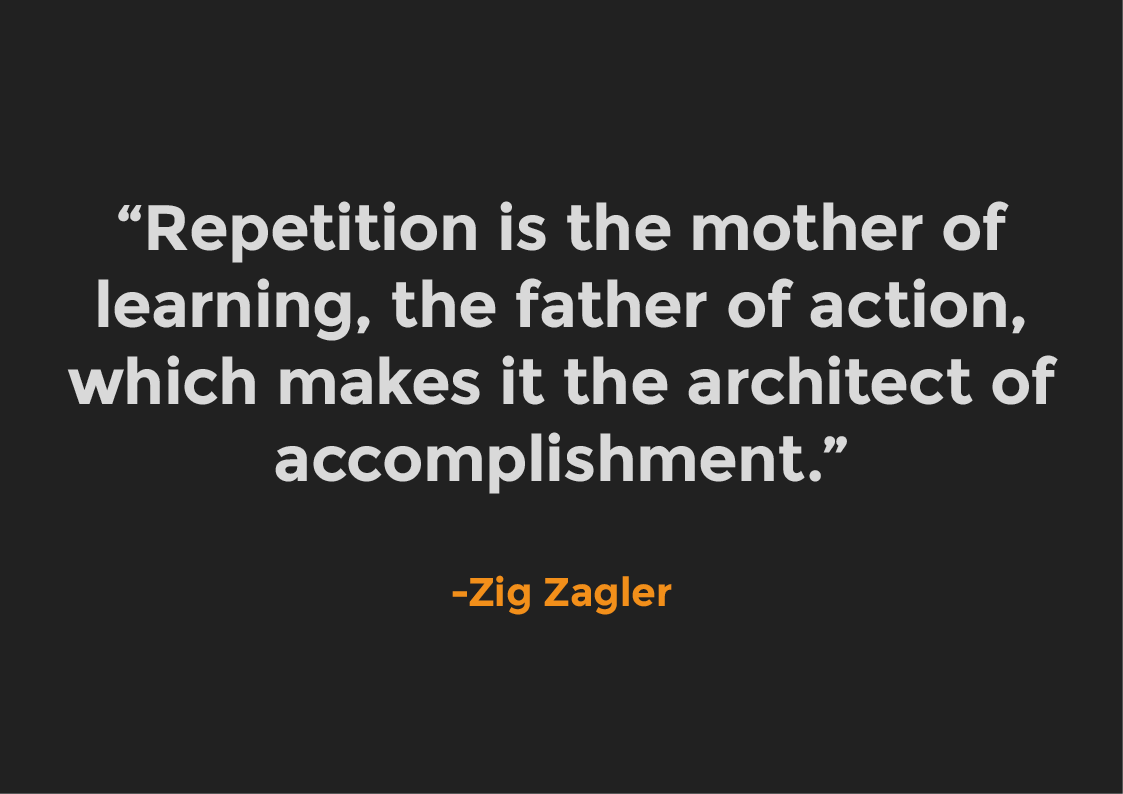 “Repetition is the mother of
learning, the father of action,
which makes it the architect of
accomplishment.”
-Zig Zagler